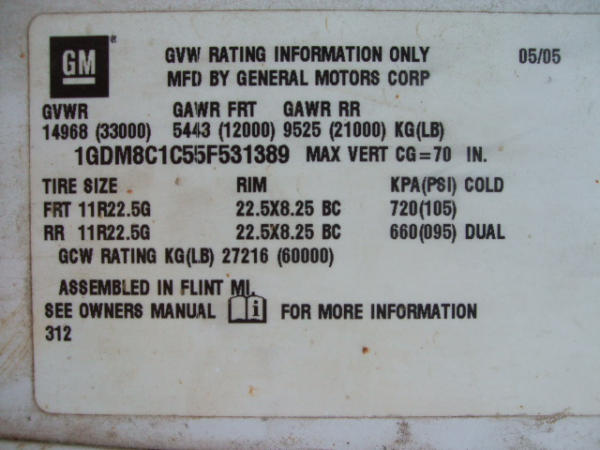 GM®
GVW RATING INFORMATION ONLY 05/05
MFD BY GENERAL MOTORS CORP
GVWR GAWR FRT GAWR RR
14968 (33000) 5443 (12000) 9525 (21000) KG(LB)
1GDM8C1C55F531389 MAX VERT CG=70 IN.
TIRE SIZE RIM KPA(PSI) COLD
FRT 11R22.5G 22.5X8.25 BC 720(105)
RR 11R22.5G 22.5X8.25 BC 660(095) DUAL
GCW RATING KG(LB) 27216 (60000)
ASSEMBLED IN FLINT MI.
SEE OWNERS MANUAL i FOR MORE INFORMATION
312